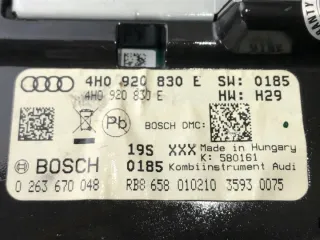 4H0 920 830 E SW: 0185
4H0 920 830 E HW: H29
Pb BOSCH DMC:
19S XXX Made in Hungary
K: 580161
BOSCH 0185 Kombiinstrument Audi
0 263 670 048 RB8 658 010210 3593 0075